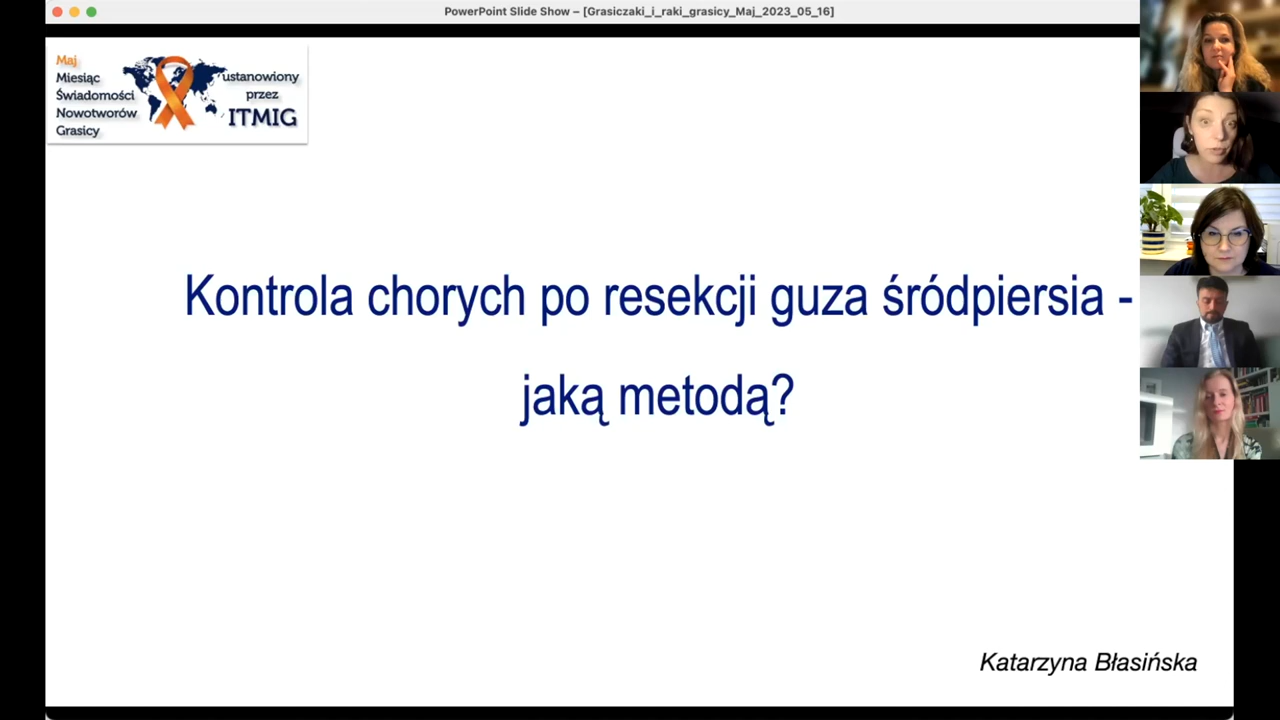 PowerPoint Slide Show – [Grasiczaki_i_raki_grasicy_Maj_2023_05_16]
Maj
Miesiąc
Świadomości
Nowotworów
Grasicy
ustanowiony
przez
ITMIG
Kontrola chorych po resekcji guza śródpiersia -
jaką metodą?
Katarzyna Błasińska